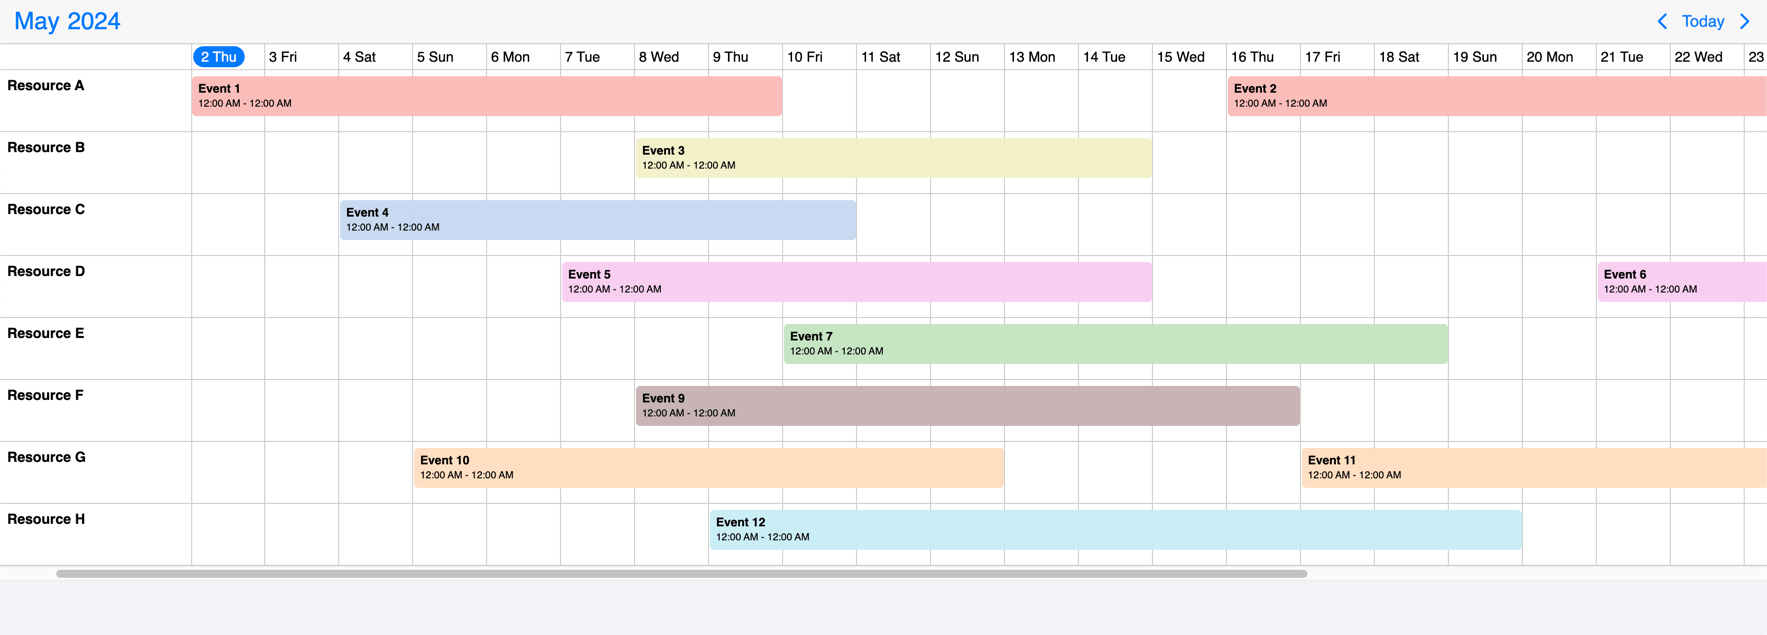 May 2024
Today
2 Thu 3 Fri 4 Sat 5 Sun 6 Mon 7 Tue 8 Wed 9 Thu 10 Fri 11 Sat 12 Sun 13 Mon 14 Tue 15 Wed 16 Thu 17 Fri 18 Sat 19 Sun 20 Mon 21 Tue 22 Wed 23
Resource A
Event 1
12:00 AM - 12:00 AM
Event 2
12:00 AM - 12:00 AM
Resource B
Event 3
12:00 AM - 12:00 AM
Resource C
Event 4
12:00 AM - 12:00 AM
Resource D
Event 5
12:00 AM - 12:00 AM
Event 6
12:00 AM - 12:00 AM
Resource E
Event 7
12:00 AM - 12:00 AM
Resource F
Event 9
12:00 AM - 12:00 AM
Resource G
Event 10
12:00 AM - 12:00 AM
Event 11
12:00 AM - 12:00 AM
Resource H
Event 12
12:00 AM - 12:00 AM